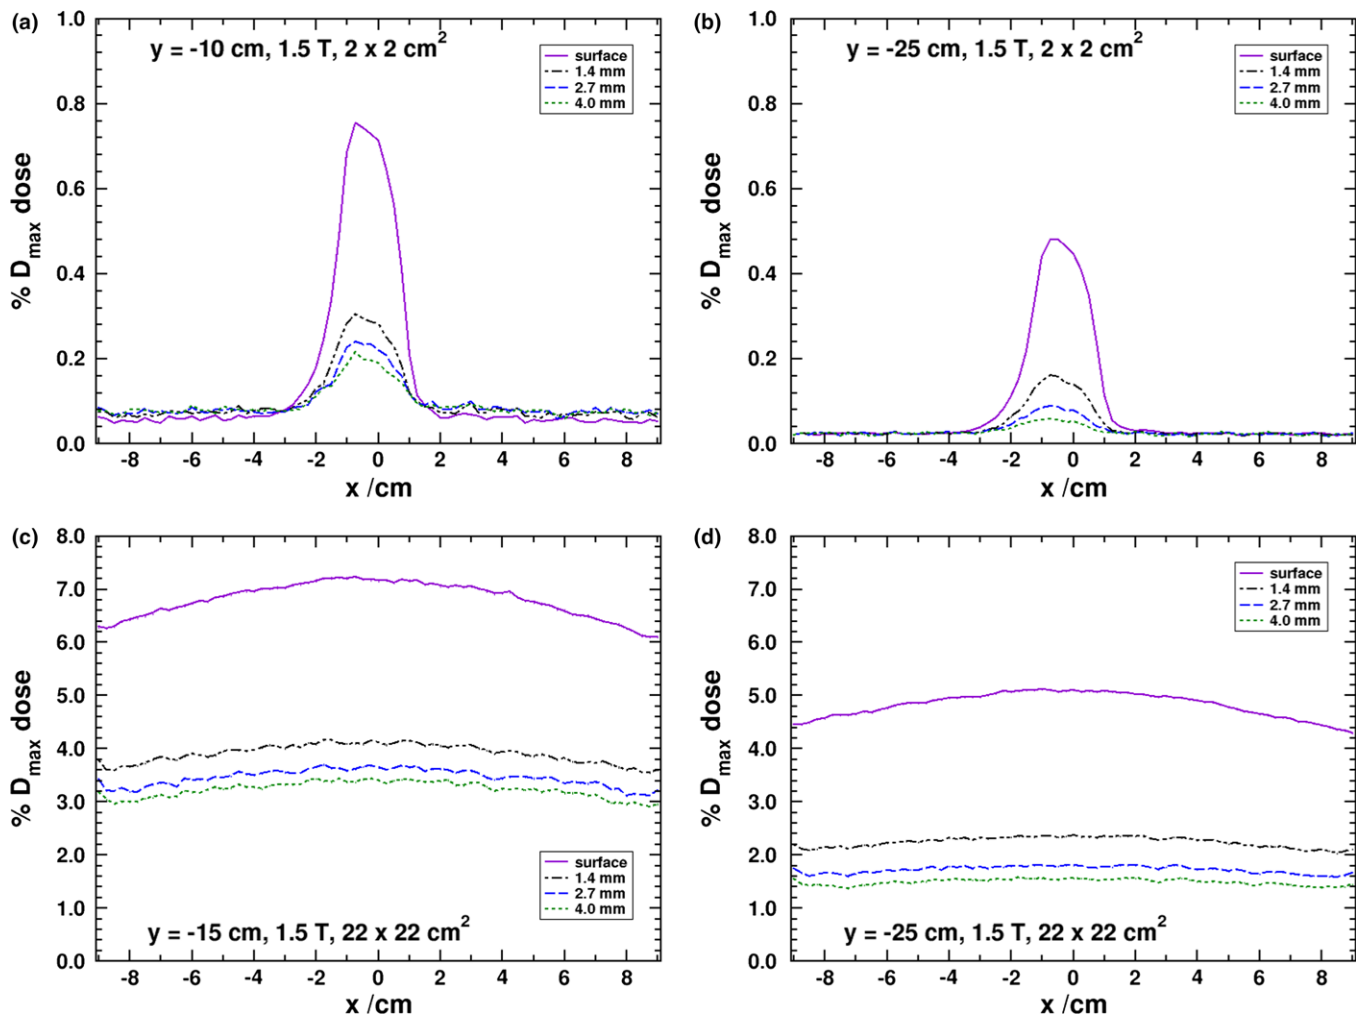 (a)
y = -10 cm, 1.5 T, 2 x 2 cm²
surface
1.4 mm
2.7 mm
4.0 mm
1.0
0.8
0.6
0.4
0.2
0.0
% Dmax dose
-8 -6 -4 -2 0 2 4 6 8
x /cm
(b)
y = -25 cm, 1.5 T, 2 x 2 cm²
surface
1.4 mm
2.7 mm
4.0 mm
1.0
0.8
0.6
0.4
0.2
0.0
% Dmax dose
-8 -6 -4 -2 0 2 4 6 8
x /cm
(c)
8.0
7.0
6.0
5.0
4.0
3.0
2.0
1.0
0.0
% Dmax dose
surface
1.4 mm
2.7 mm
4.0 mm
y = -15 cm, 1.5 T, 22 x 22 cm²
-8 -6 -4 -2 0 2 4 6 8
x /cm
(d)
8.0
7.0
6.0
5.0
4.0
3.0
2.0
1.0
0.0
% Dmax dose
surface
1.4 mm
2.7 mm
4.0 mm
y = -25 cm, 1.5 T, 22 x 22 cm²
-8 -6 -4 -2 0 2 4 6 8
x /cm